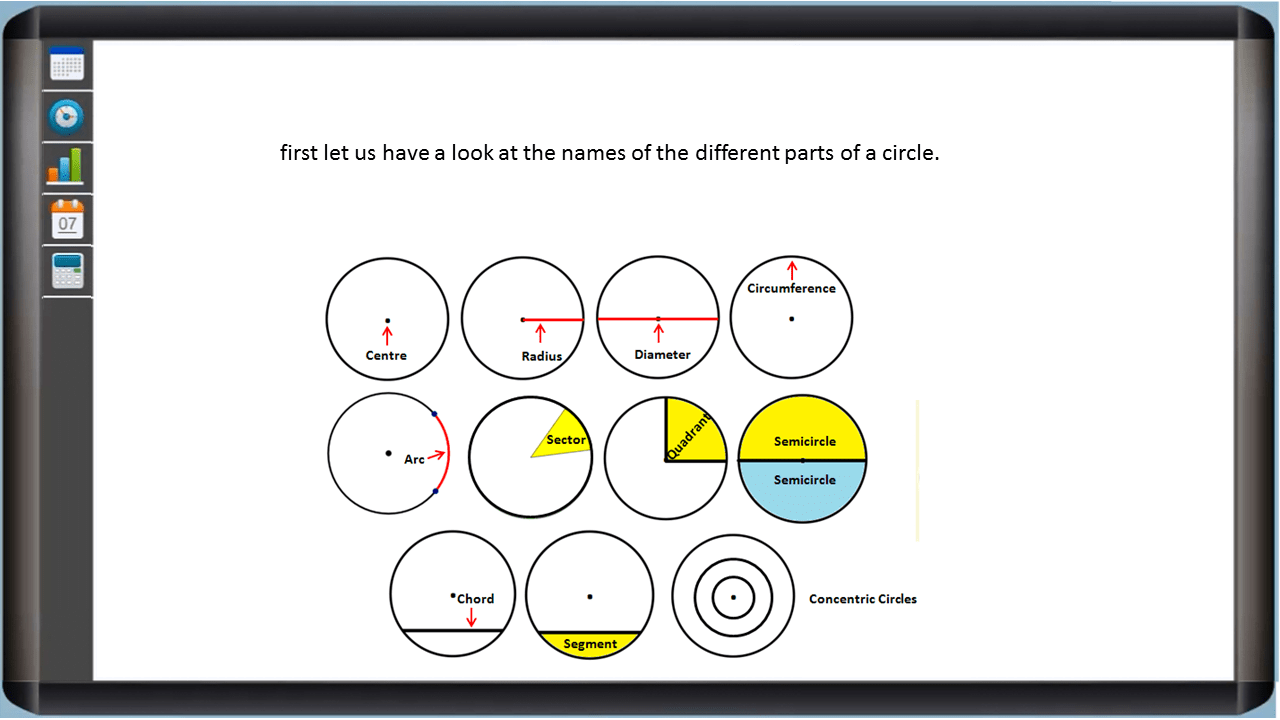 07
first let us have a look at the names of the different parts of a circle.
Centre
Radius
Diameter
Circumference
Arc
Sector
Quadrant
Semicircle
Semicircle
Chord
Segment
Concentric Circles